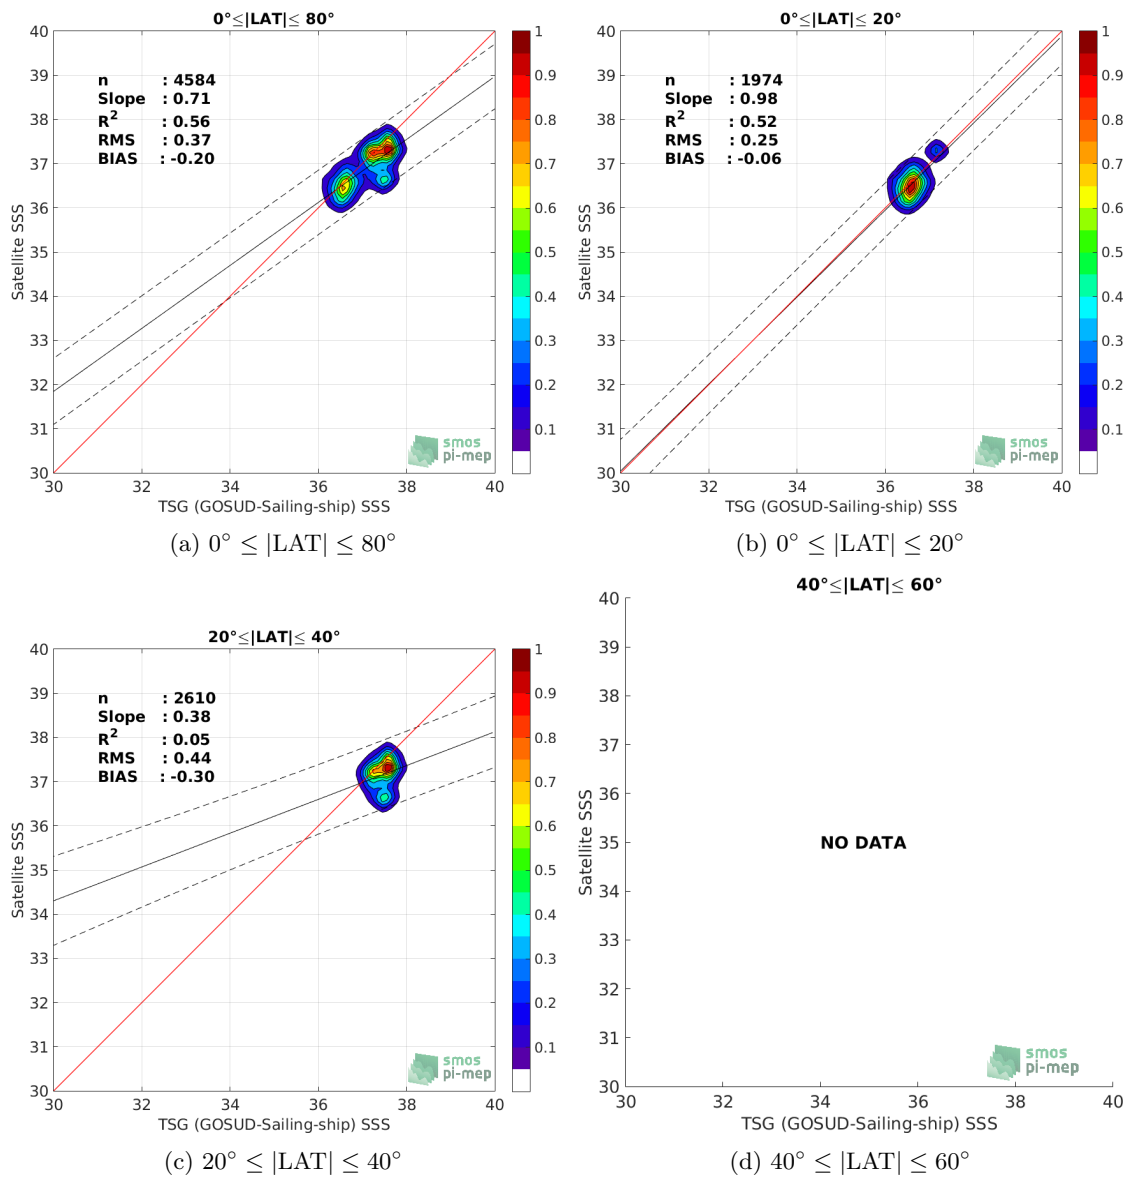 0°≤|LAT|≤ 80°
n : 4584
Slope : 0.71
R² : 0.56
RMS : 0.37
BIAS : -0.20
Satellite SSS
40
39
38
37
36
35
34
33
32
31
30
30 32 34 36 38 40
TSG (GOSUD-Sailing-ship) SSS
1
0.9
0.8
0.7
0.6
0.5
0.4
0.3
0.2
0.1
smos
pi-mep
(a) 0° ≤ |LAT| ≤ 80°
0°≤|LAT|≤ 20°
n : 1974
Slope : 0.98
R² : 0.52
RMS : 0.25
BIAS : -0.06
Satellite SSS
40
39
38
37
36
35
34
33
32
31
30
30 32 34 36 38 40
TSG (GOSUD-Sailing-ship) SSS
1
0.9
0.8
0.7
0.6
0.5
0.4
0.3
0.2
0.1
smos
pi-mep
(b) 0° ≤ |LAT| ≤ 20°
20°≤|LAT|≤ 40°
n : 2610
Slope : 0.38
R² : 0.05
RMS : 0.44
BIAS : -0.30
Satellite SSS
40
39
38
37
36
35
34
33
32
31
30
30 32 34 36 38 40
TSG (GOSUD-Sailing-ship) SSS
1
0.9
0.8
0.7
0.6
0.5
0.4
0.3
0.2
0.1
smos
pi-mep
(c) 20° ≤ |LAT| ≤ 40°
40°≤|LAT|≤ 60°
NO DATA
Satellite SSS
40
39
38
37
36
35
34
33
32
31
30
30 32 34 36 38 40
TSG (GOSUD-Sailing-ship) SSS
smos
pi-mep
(d) 40° ≤ |LAT| ≤ 60°